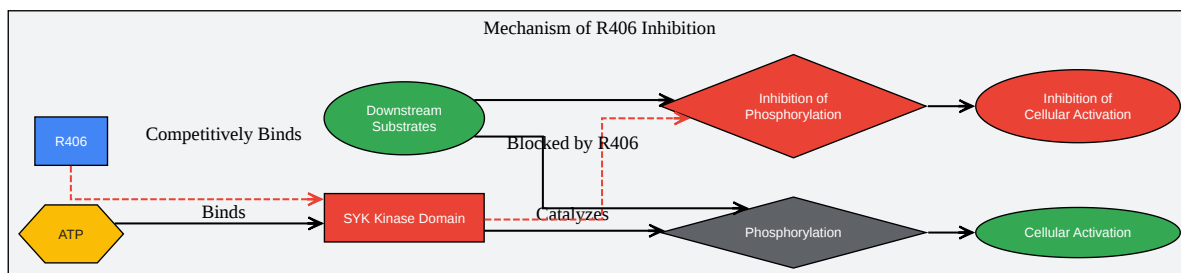 Mechanism of R406 Inhibition
R406
Competitively Binds
Downstream
Substrates
Blocked by R406
Inhibition of
Phosphorylation
Inhibition of
Cellular Activation
ATP
Binds
SYK Kinase Domain
Catalyzes
Phosphorylation
Cellular Activation